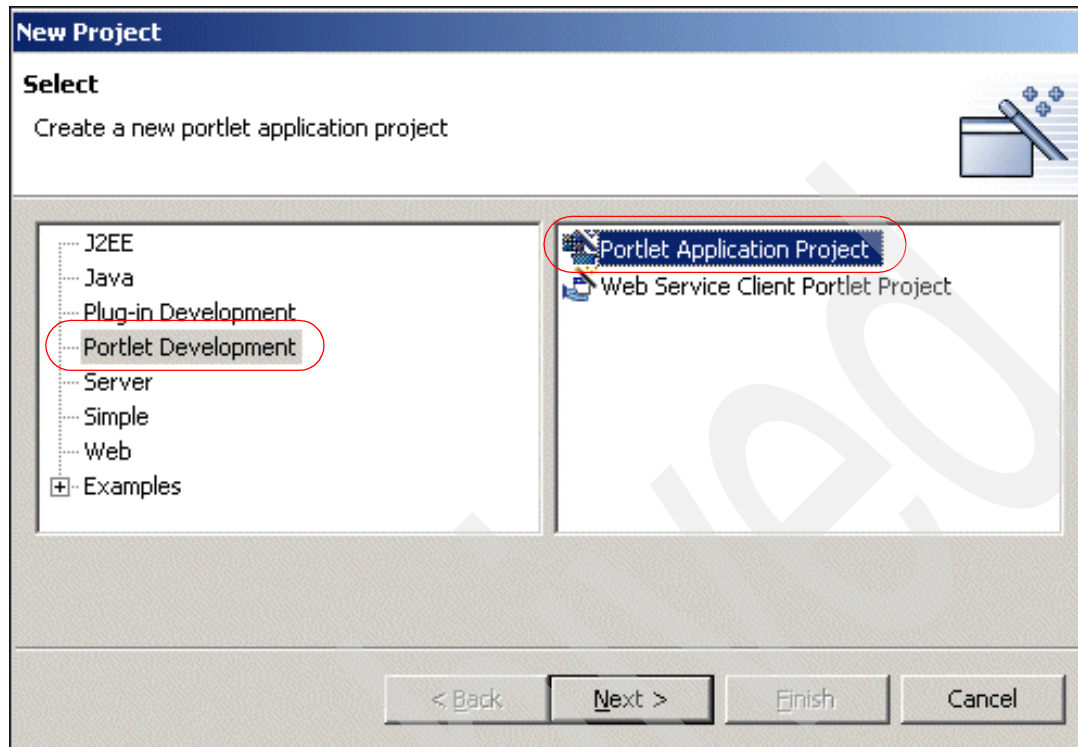 New Project
Select
Create a new portlet application project
J2EE
Java
Plug-in Development
Portlet Development
Server
Simple
Web
Examples
Portlet Application Project
Web Service Client Portlet Project
< Back
Next >
Finish
Cancel